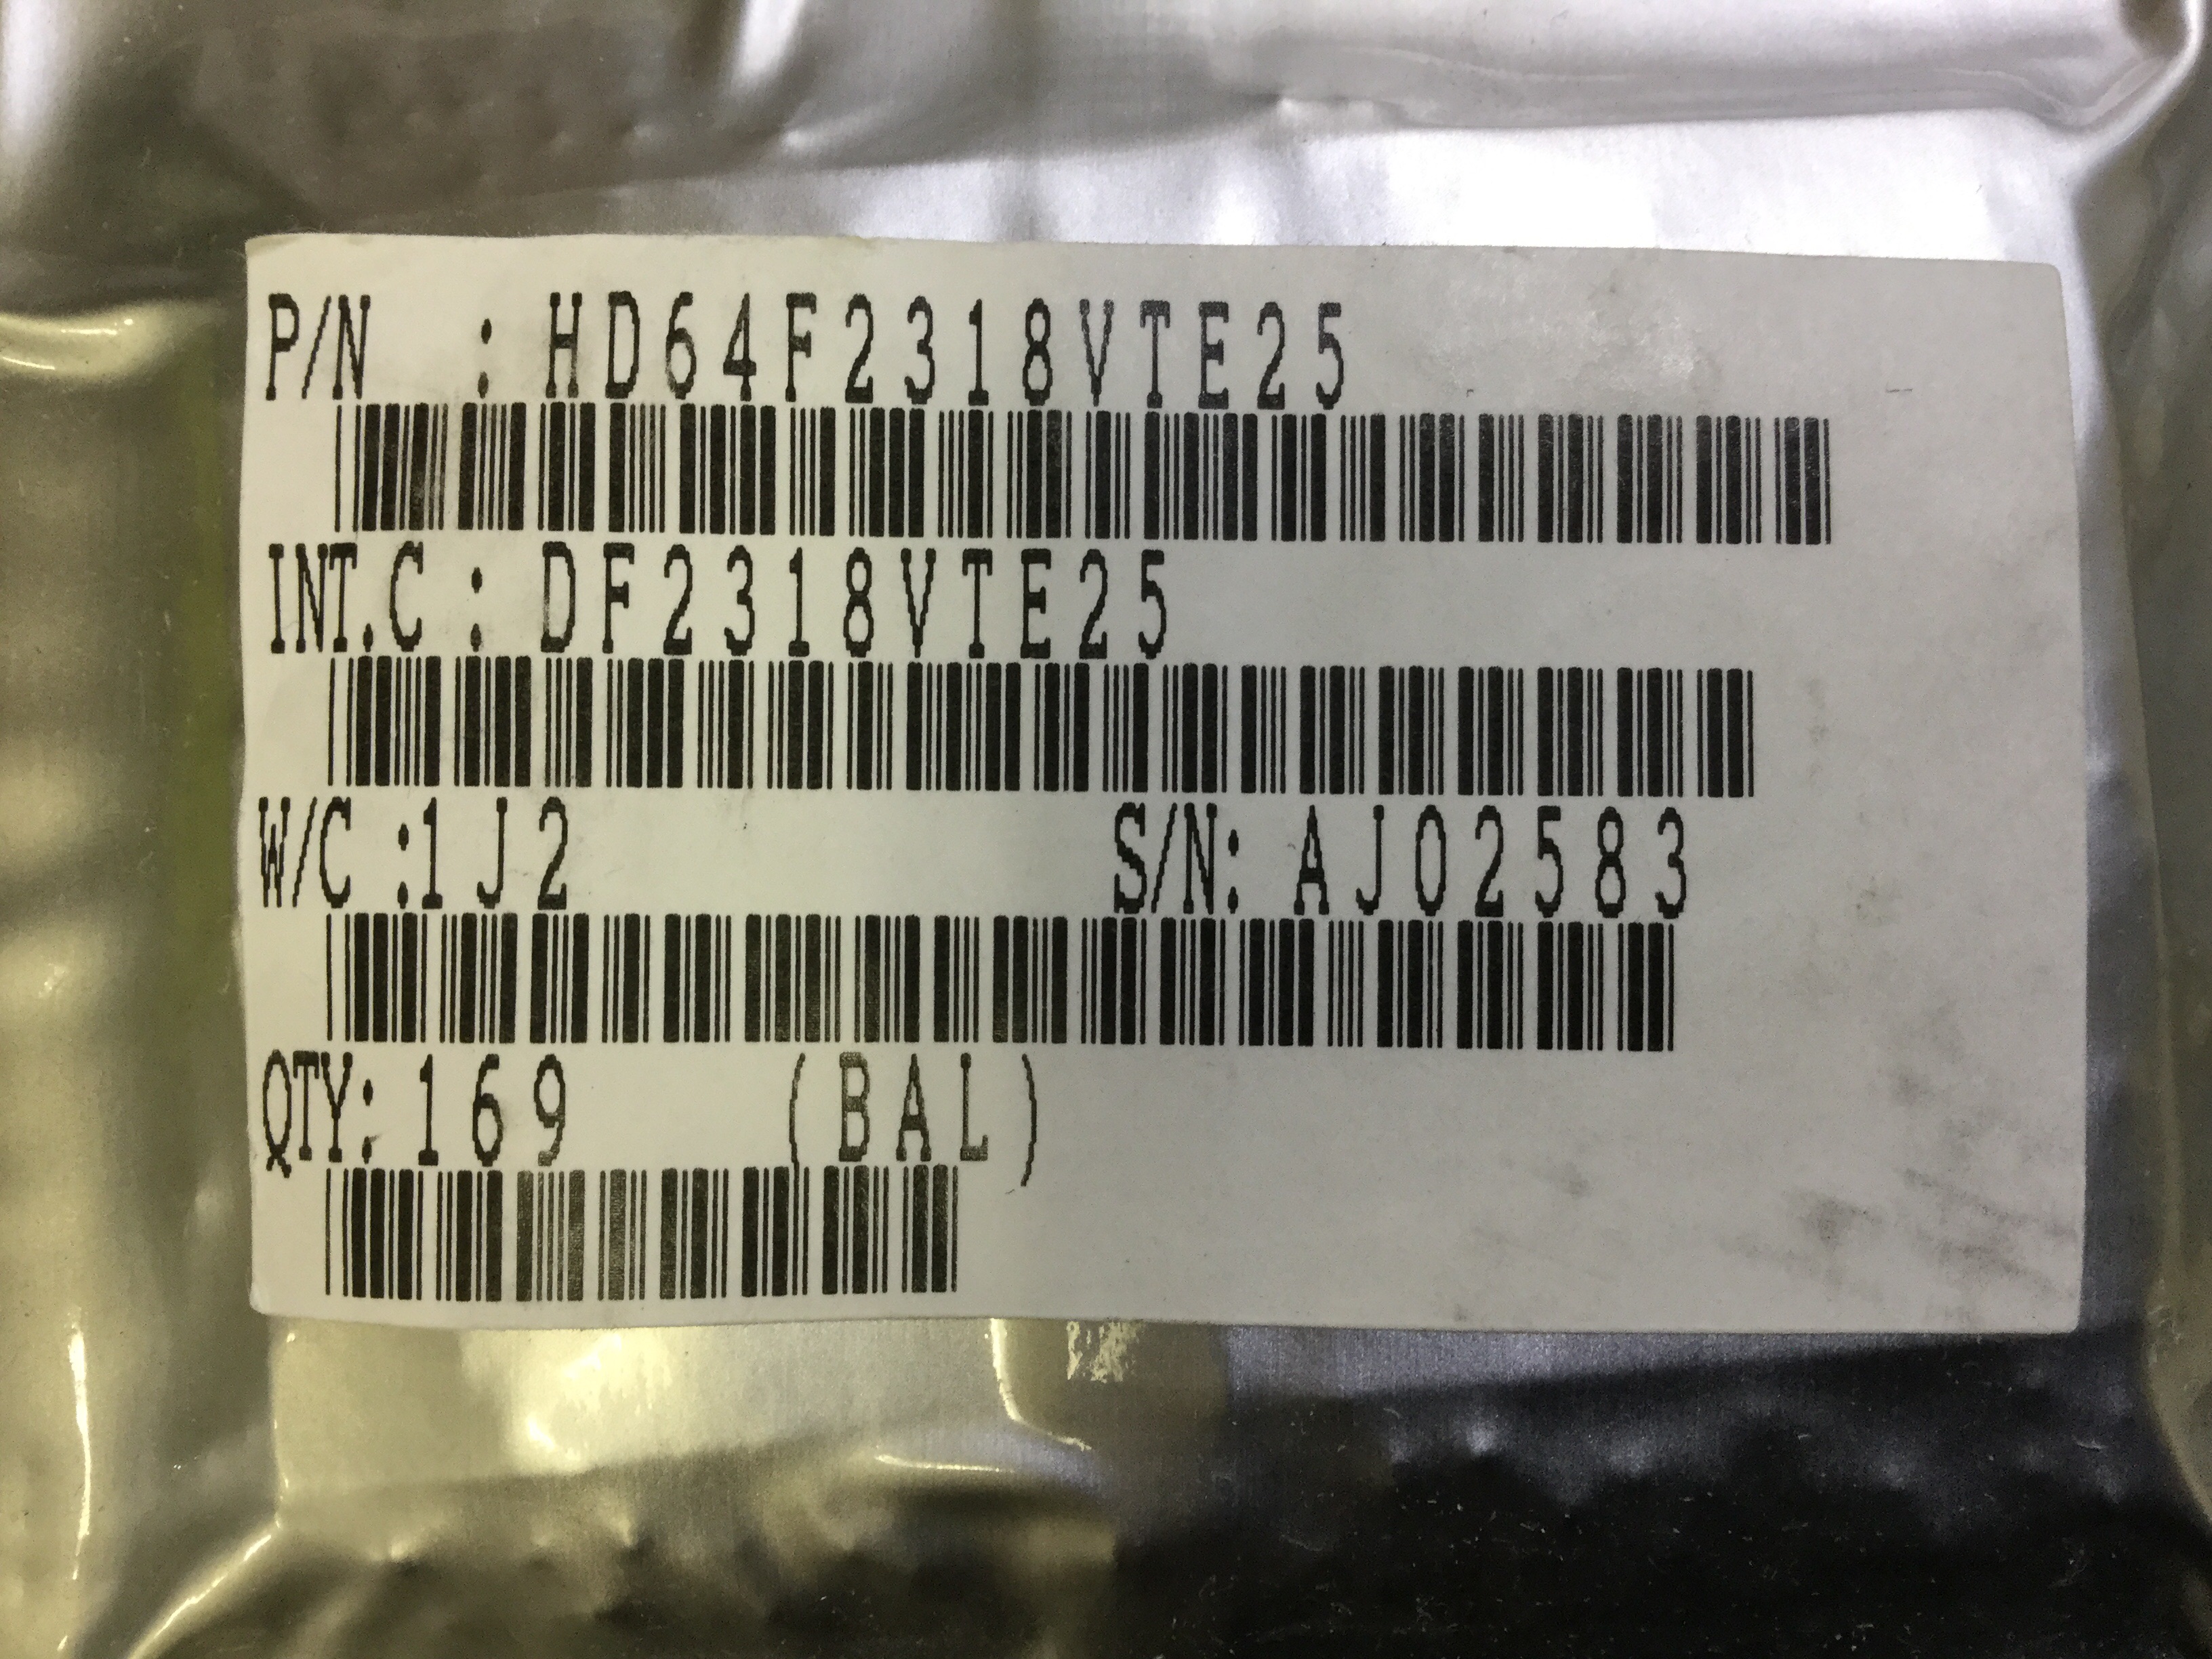 P/N : HD64F2318VTE25
INT.C : DF2318VTE25
W/C :1J2 S/N: AJ02583
QTY: 169 (BAL)